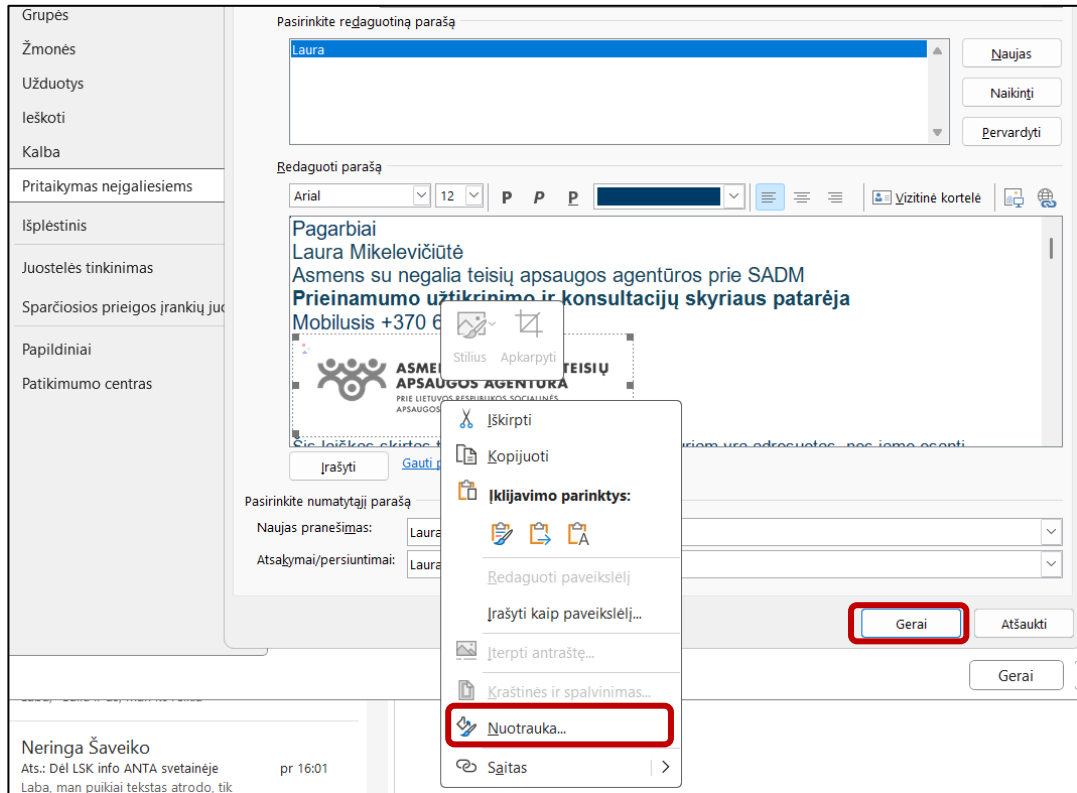 Grupės
Žmonės
Užduotys
Ieškoti
Kalba
Pritaikymas neįgaliesiems
Išplėstinis
Juostelės tinkinimas
Sparčiosios prieigos įrankių
Papildiniai
Patikimumo centras
Pasirinkite redaguotiną parašą
Laura
Naujas
Naikinti
Pervardyti
Redaguoti parašą
Arial 12 P P P Vizitinė kortelė
Pagarbiai
Laura Mikelevičiūtė
Asmens su negalia teisių apsaugos agentūros prie SADM
Prieinamumo užtikrinimo ir konsultacijų skyriaus patarėja
Mobilusis +370 6
Stilius Apkarpyti
TEISIŲ
APSAUGOS AGENTŪRA
PRIE LIETUVOS RESPUBLIKOS SOCIALINĖS
Įrašyti
Gauti
Pasirinkite numatytąjį parašą
Naujas pranešimas: Laura
Atsakymai/persiuntimai: Laura
Iškirpti
Kopijuoti
Įklijavimo parinktys:
Redaguoti paveikslėlį
Įrašyti kaip paveikslėlį...
Įterpti antraštę...
Kraštinės ir spalvinimas...
Nuotrauka...
Saitas
Gerai Atšaukti
Gerai
Neringa Šaveiko
Ats.: Dėl LSK info ANTA svetainėje pr 16:01
Laba, man puikiai tekstas atrodo, tik